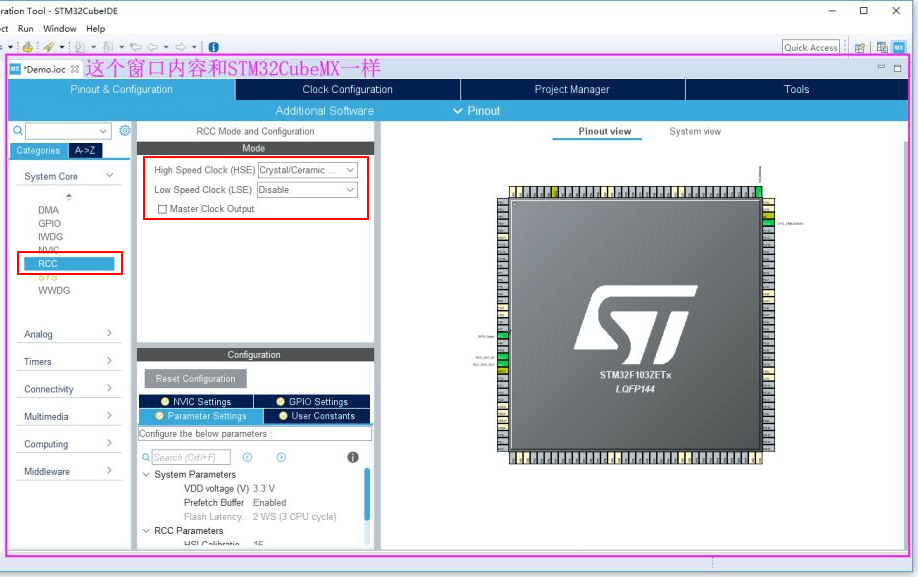 ration Tool - STM32CubeIDE
ect Run Window Help
Quick Access
MX *Demo.ioc 这个窗口内容和STM32CubeMX一样
Pinout & Configuration Clock Configuration Project Manager Tools
Additional Software Pinout
Categories A->Z
System Core
DMA
GPIO
IWDG
NVIC
RCC
SYS
WWDG
Analog
Timers
Connectivity
Multimedia
Computing
Middleware
RCC Mode and Configuration
Mode
High Speed Clock (HSE) Crystal/Ceramic ...
Low Speed Clock (LSE) Disable
Master Clock Output
Configuration
Reset Configuration
NVIC Settings GPIO Settings
Parameter Settings User Constants
Configure the below parameters :
Search (Crtl+F)
System Parameters
VDD voltage (V) 3.3 V
Prefetch Buffer Enabled
Flash Latency... 2 WS (3 CPU cycle)
RCC Parameters
HSI Calibratio 16
Pinout view System view
STM32F103ZETx
LQFP144